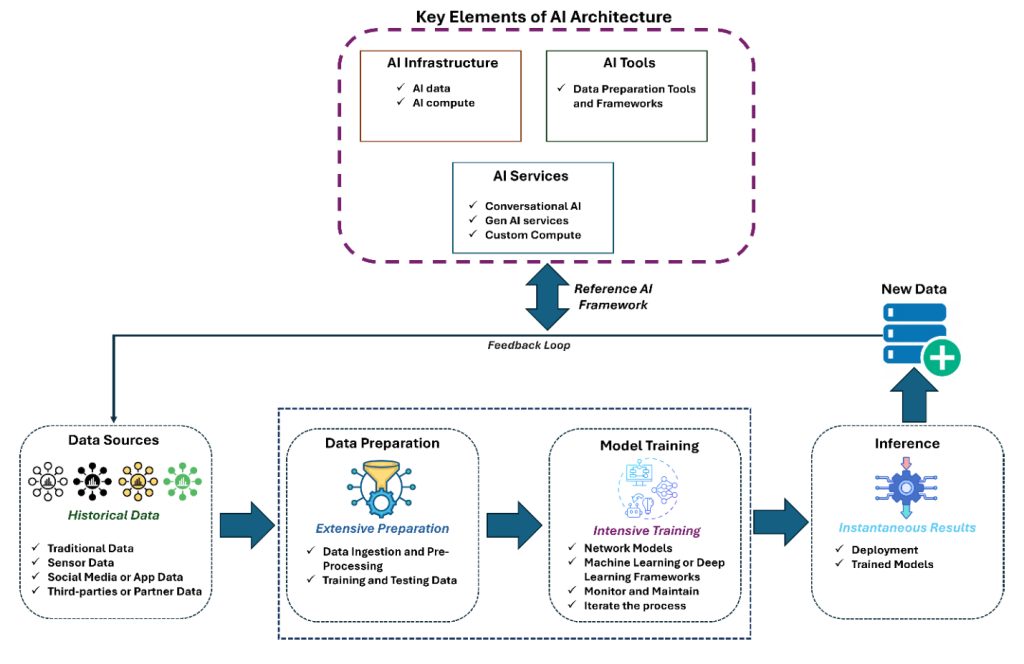 Key Elements of AI Architecture
AI Infrastructure
✓ AI data
✓ AI compute
AI Tools
✓ Data Preparation Tools
and Frameworks
AI Services
✓ Conversational AI
✓ Gen AI services
✓ Custom Compute
Reference AI
Framework
New Data
Feedback Loop
Data Sources
Historical Data
✓ Traditional Data
✓ Sensor Data
✓ Social Media or App Data
✓ Third-parties or Partner Data
Data Preparation
Extensive Preparation
✓ Data Ingestion and Pre-
Processing
✓ Training and Testing Data
Model Training
Intensive Training
✓ Network Models
✓ Machine Learning or Deep
Learning Frameworks
✓ Monitor and Maintain
✓ Iterate the process
Inference
Instantaneous Results
✓ Deployment
✓ Trained Models